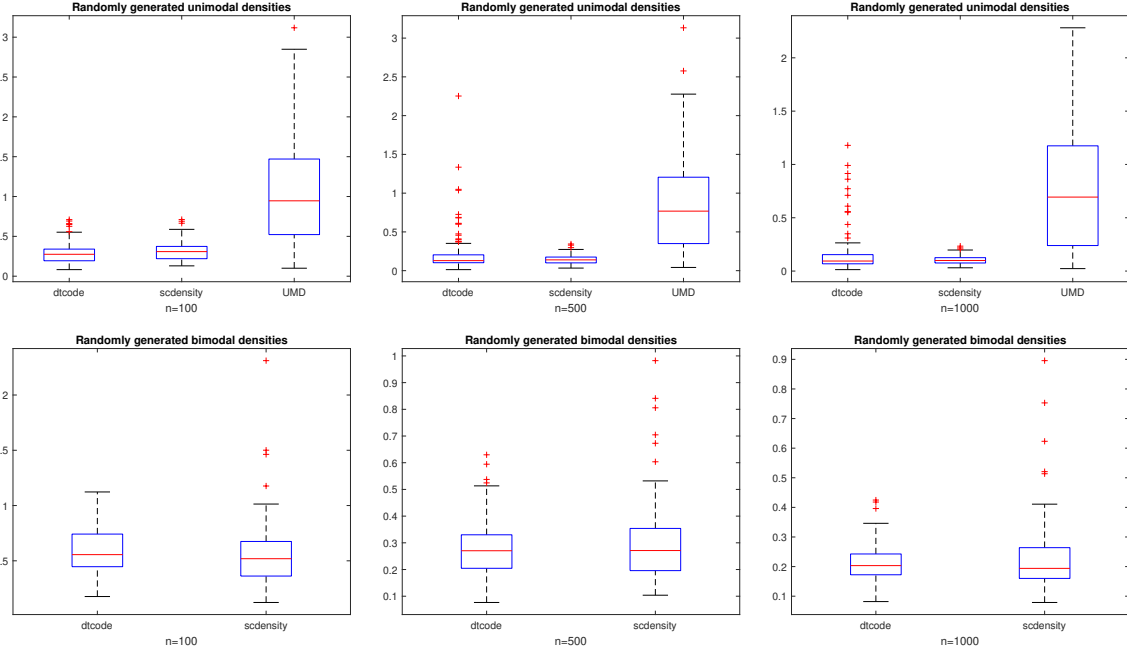 Randomly generated unimodal densities
3
.5
2
.5
1
.5
0
dtcode scdensity UMD
n=100
Randomly generated unimodal densities
3
2.5
2
1.5
1
0.5
0
dtcode scdensity UMD
n=500
Randomly generated unimodal densities
2
1.5
1
0.5
0
dtcode scdensity UMD
n=1000
Randomly generated bimodal densities
2
.5
1
.5
dtcode scdensity
n=100
Randomly generated bimodal densities
1
0.9
0.8
0.7
0.6
0.5
0.4
0.3
0.2
0.1
dtcode scdensity
n=500
Randomly generated bimodal densities
0.9
0.8
0.7
0.6
0.5
0.4
0.3
0.2
0.1
dtcode scdensity
n=1000